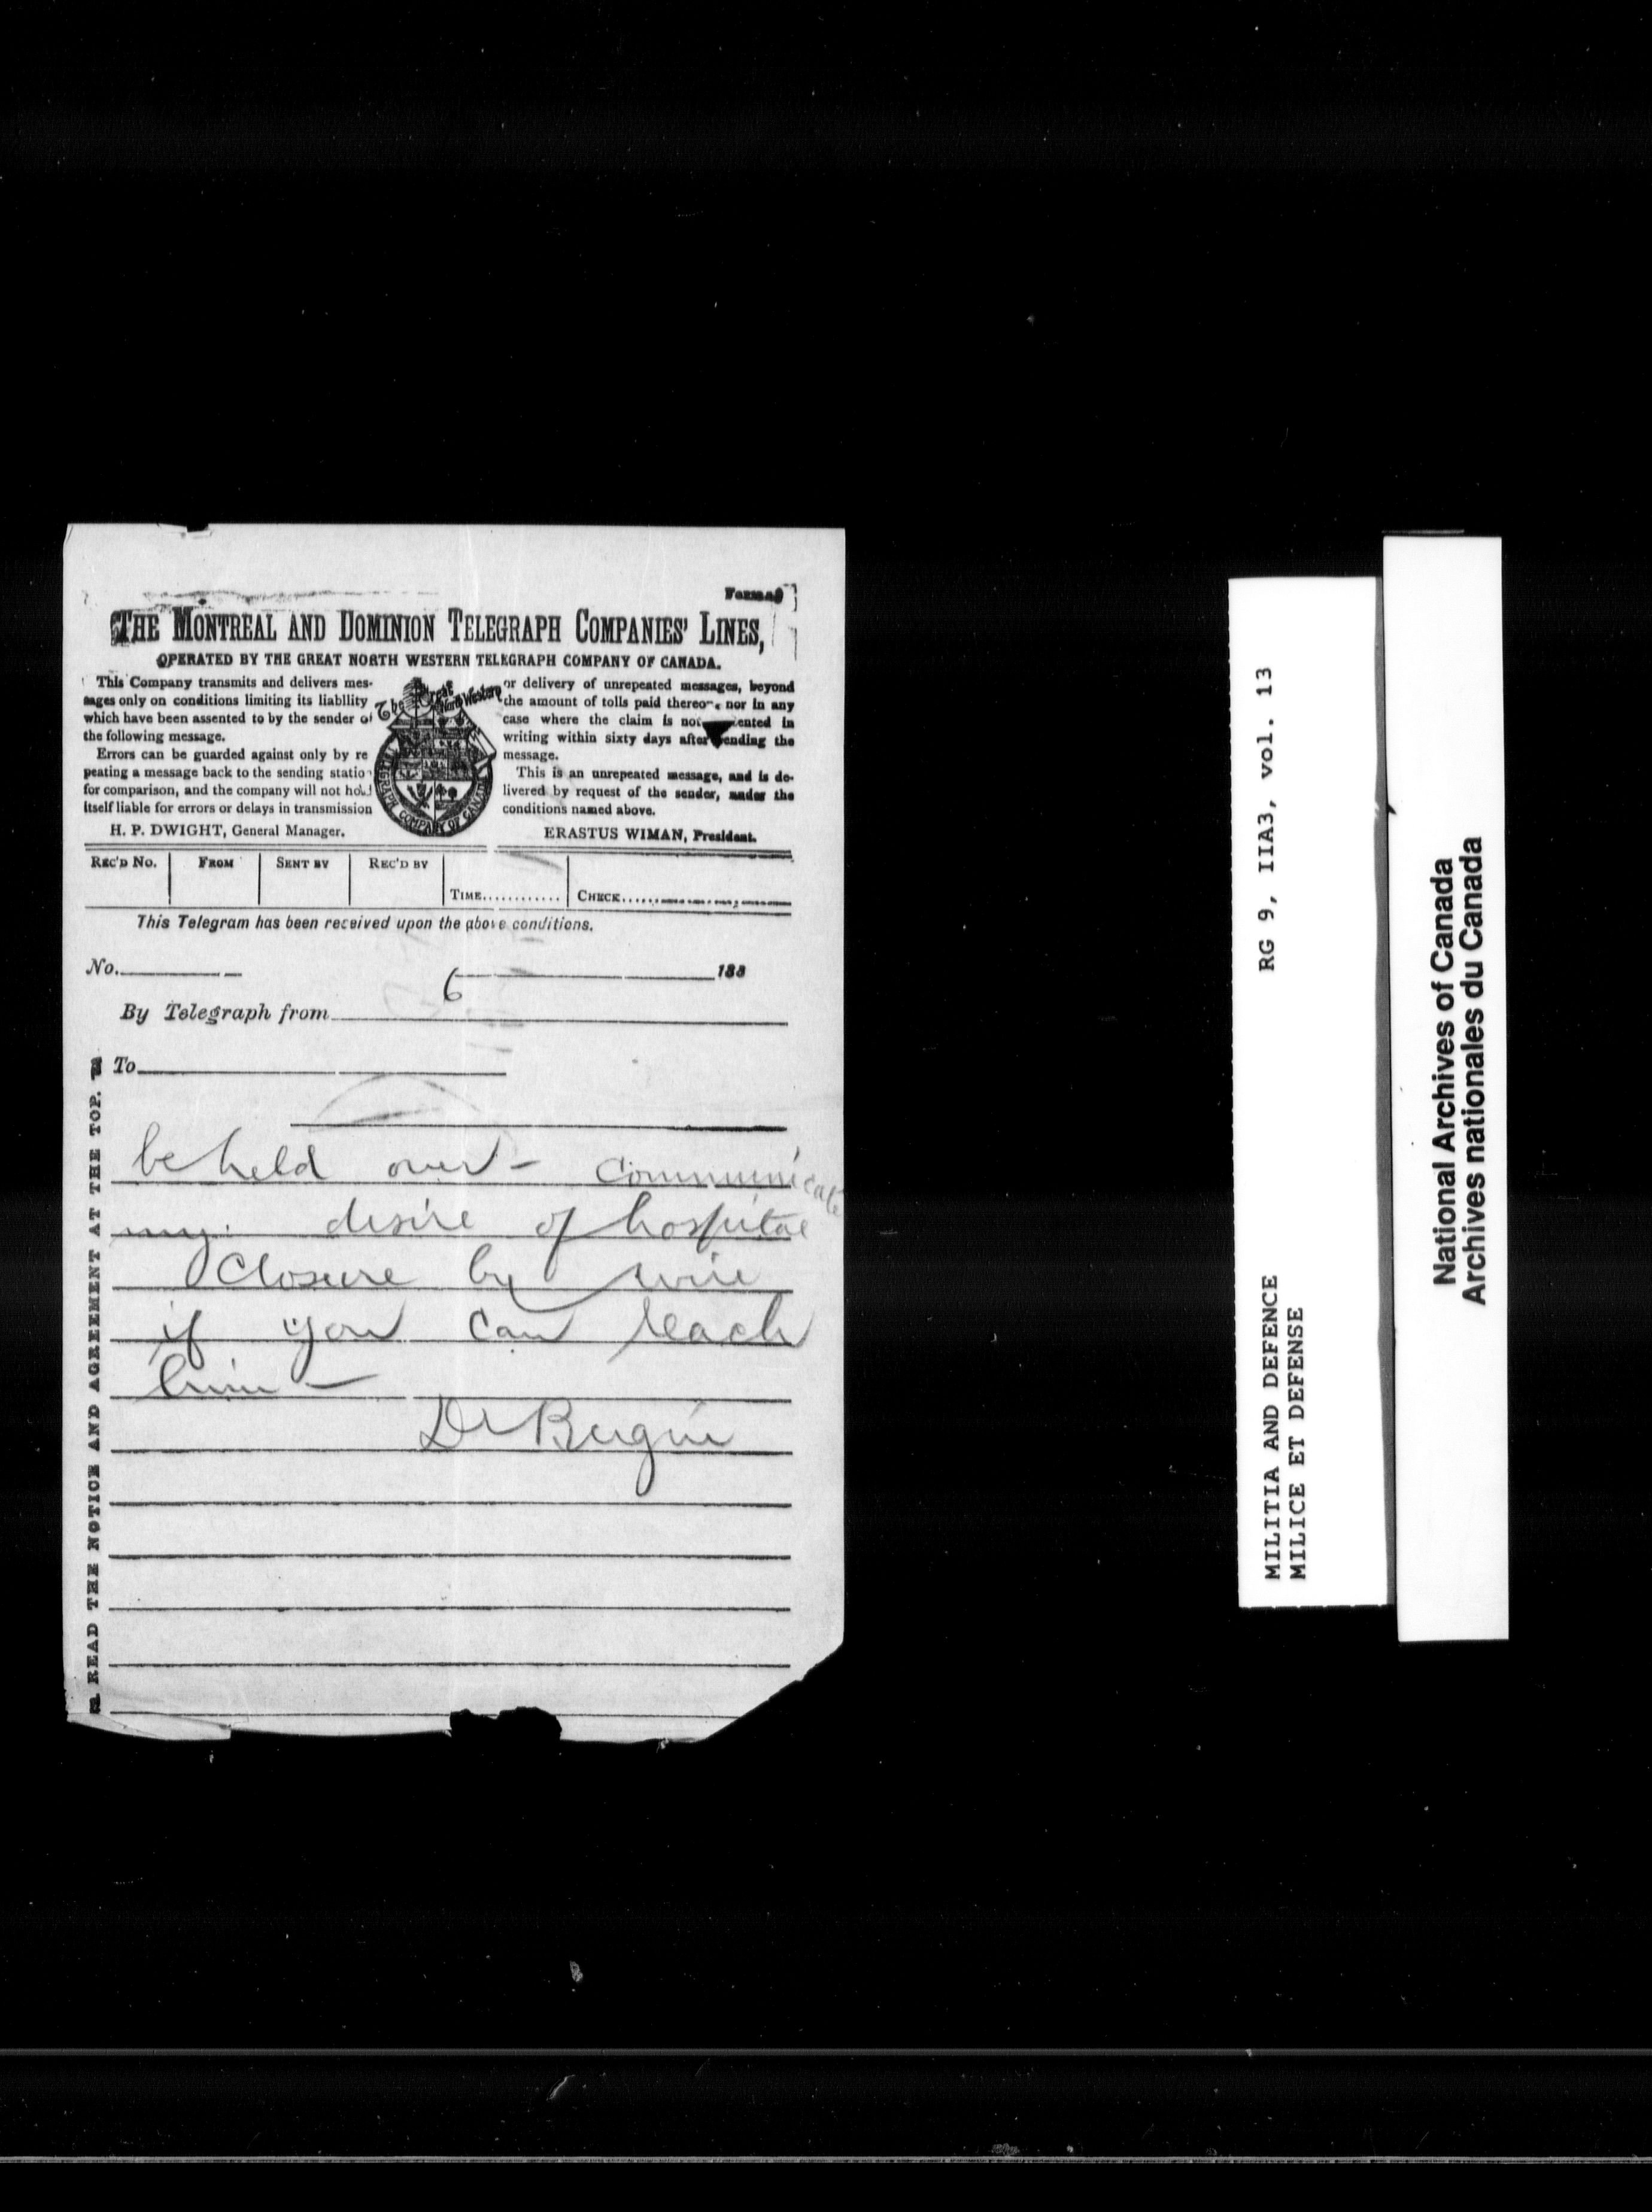 THE MONTREAL AND DOMINION TELEGRAPH COMPANIES' LINES,
OPERATED BY THE GREAT NORTH WESTERN TELEGRAPH COMPANY OF CANADA.
This Company transmits and delivers mes-
sages only on conditions limiting its liability
which have been assented to by the sender of
the following message.
Errors can be guarded against only by re
peating a message back to the sending station
for comparison, and the company will not hold
itself liable for errors or delays in transmission
H. P. DWIGHT, General Manager.
The Great North Western
TELEGRAPH COMPANY OF CANADA
or delivery of unrepeated messages, beyond
the amount of tolls paid thereon, nor in any
case where the claim is not ented in
writing within sixty days after sending the
message.
This is an unrepeated message, and is de-
livered by request of the sender, under the
conditions named above.
ERASTUS WIMAN, President.
REC'D NO. FROM SENT BY REC'D BY TIME............ CHECK............
This Telegram has been received upon the above conditions.
No. 188
6
By Telegraph from
To
be held over - communicate
my desire of hospital
Closure by wire
if you can reach
him -
Dr Bergin
READ THE NOTICE AND AGREEMENT AT THE TOP.
MILITIA AND DEFENCE RG 9, IIA3, vol. 13
MILICE ET DEFENSE
National Archives of Canada
Archives nationales du Canada